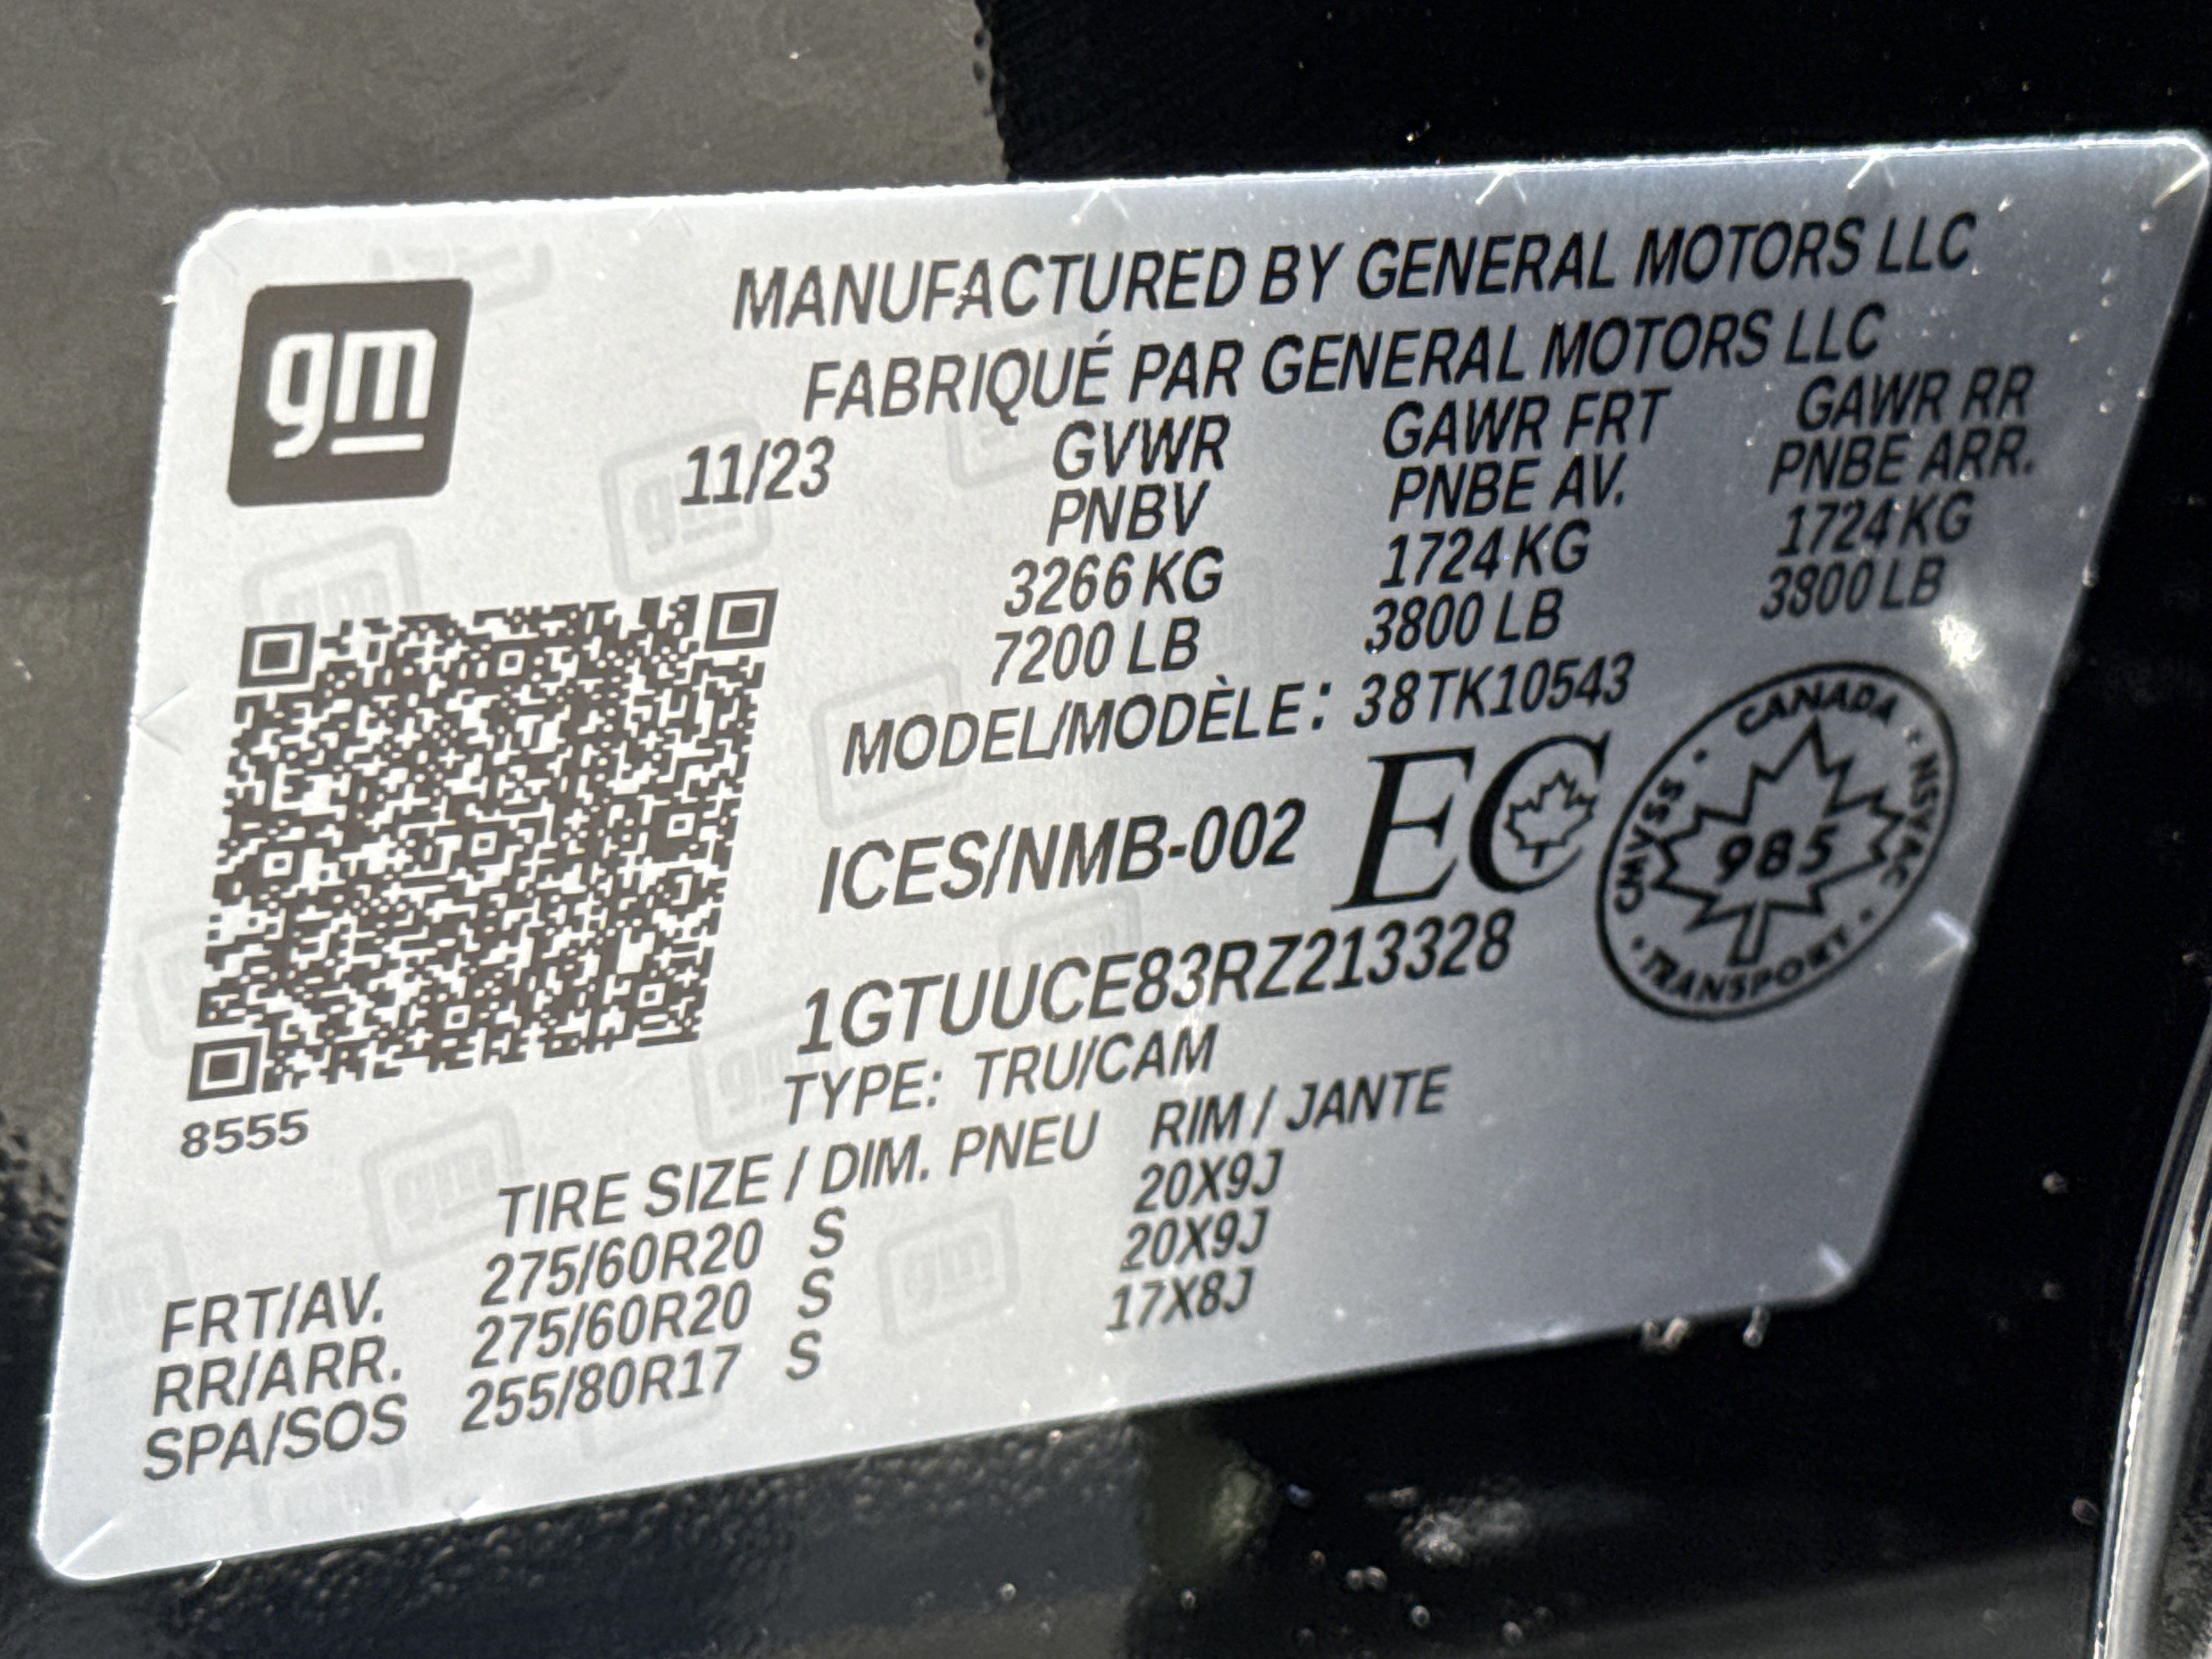 gm
MANUFACTURED BY GENERAL MOTORS LLC
FABRIQUÉ PAR GENERAL MOTORS LLC
11/23 GVWR GAWR FRT GAWR RR
PNBV PNBE AV. PNBE ARR.
3266 KG 1724 KG 1724 KG
7200 LB 3800 LB 3800 LB
MODEL/MODÈLE: 38TK10543
ICES/NMB-002 EC
CANADA · NSVAC · TRANSPORT · CMVSS ·
985
1GTUUCE83RZ213328
TYPE: TRU/CAM
8555
TIRE SIZE / DIM. PNEU RIM / JANTE
FRT/AV. 275/60R20 S 20X9J
RR/ARR. 275/60R20 S 20X9J
SPA/SOS 255/80R17 S 17X8J